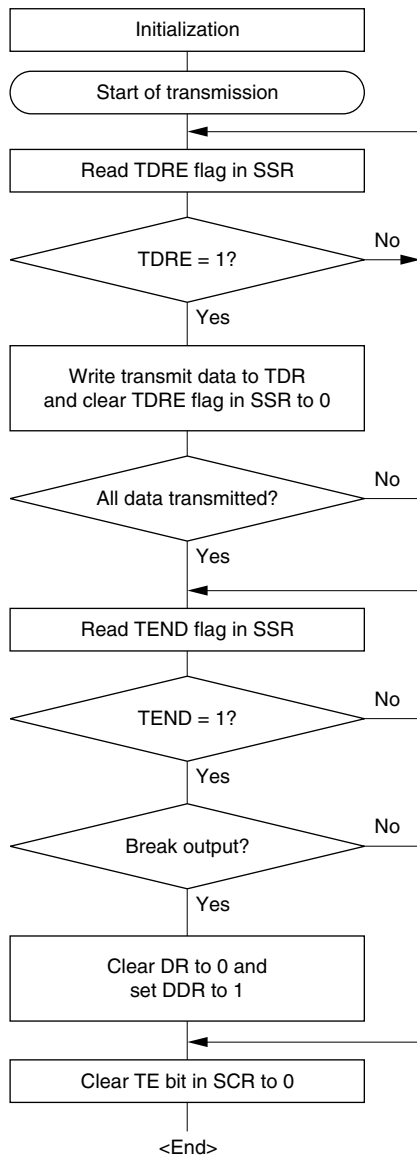 Initialization
Start of transmission
Read TDRE flag in SSR
TDRE = 1?
No
Yes
Write transmit data to TDR
and clear TDRE flag in SSR to 0
All data transmitted?
No
Yes
Read TEND flag in SSR
TEND = 1?
No
Yes
Break output?
No
Yes
Clear DR to 0 and
set DDR to 1
Clear TE bit in SCR to 0
<End>